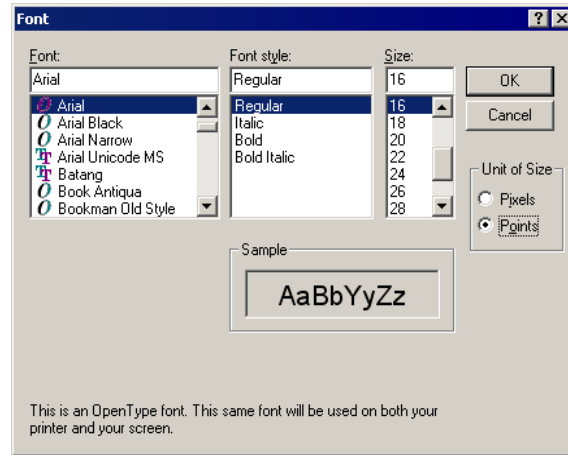 Font
Font: Font style: Size:
Arial Regular 16 OK
Arial Regular 16
Arial Black Italic 18 Cancel
Arial Narrow Bold 20
Arial Unicode MS Bold Italic 22
Batang 24 Unit of Size
Book Antiqua 26 Pixels
Bookman Old Style 28 Points
Sample
AaBbYyZz
This is an OpenType font. This same font will be used on both your
printer and your screen.